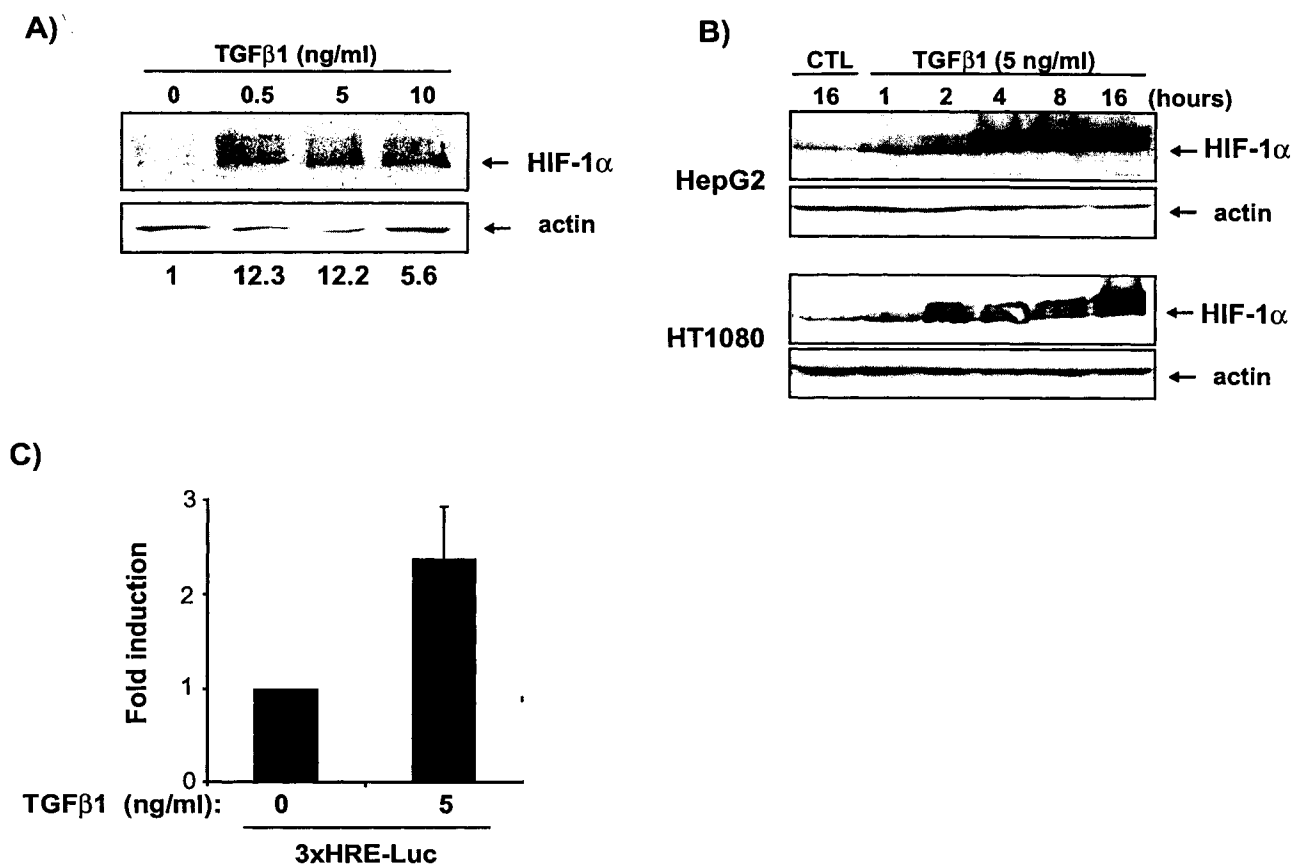 A)
TGFβ1 (ng/ml)
0 0.5 5 10
← HIF-1α
← actin
1 12.3 12.2 5.6
B)
CTL TGFβ1 (5 ng/ml)
16 1 2 4 8 16 (hours)
← HIF-1α
HepG2
← actin
← HIF-1α
HT1080
← actin
C)
3
2
1
0
Fold induction
TGFβ1 (ng/ml): 0 5
3xHRE-Luc